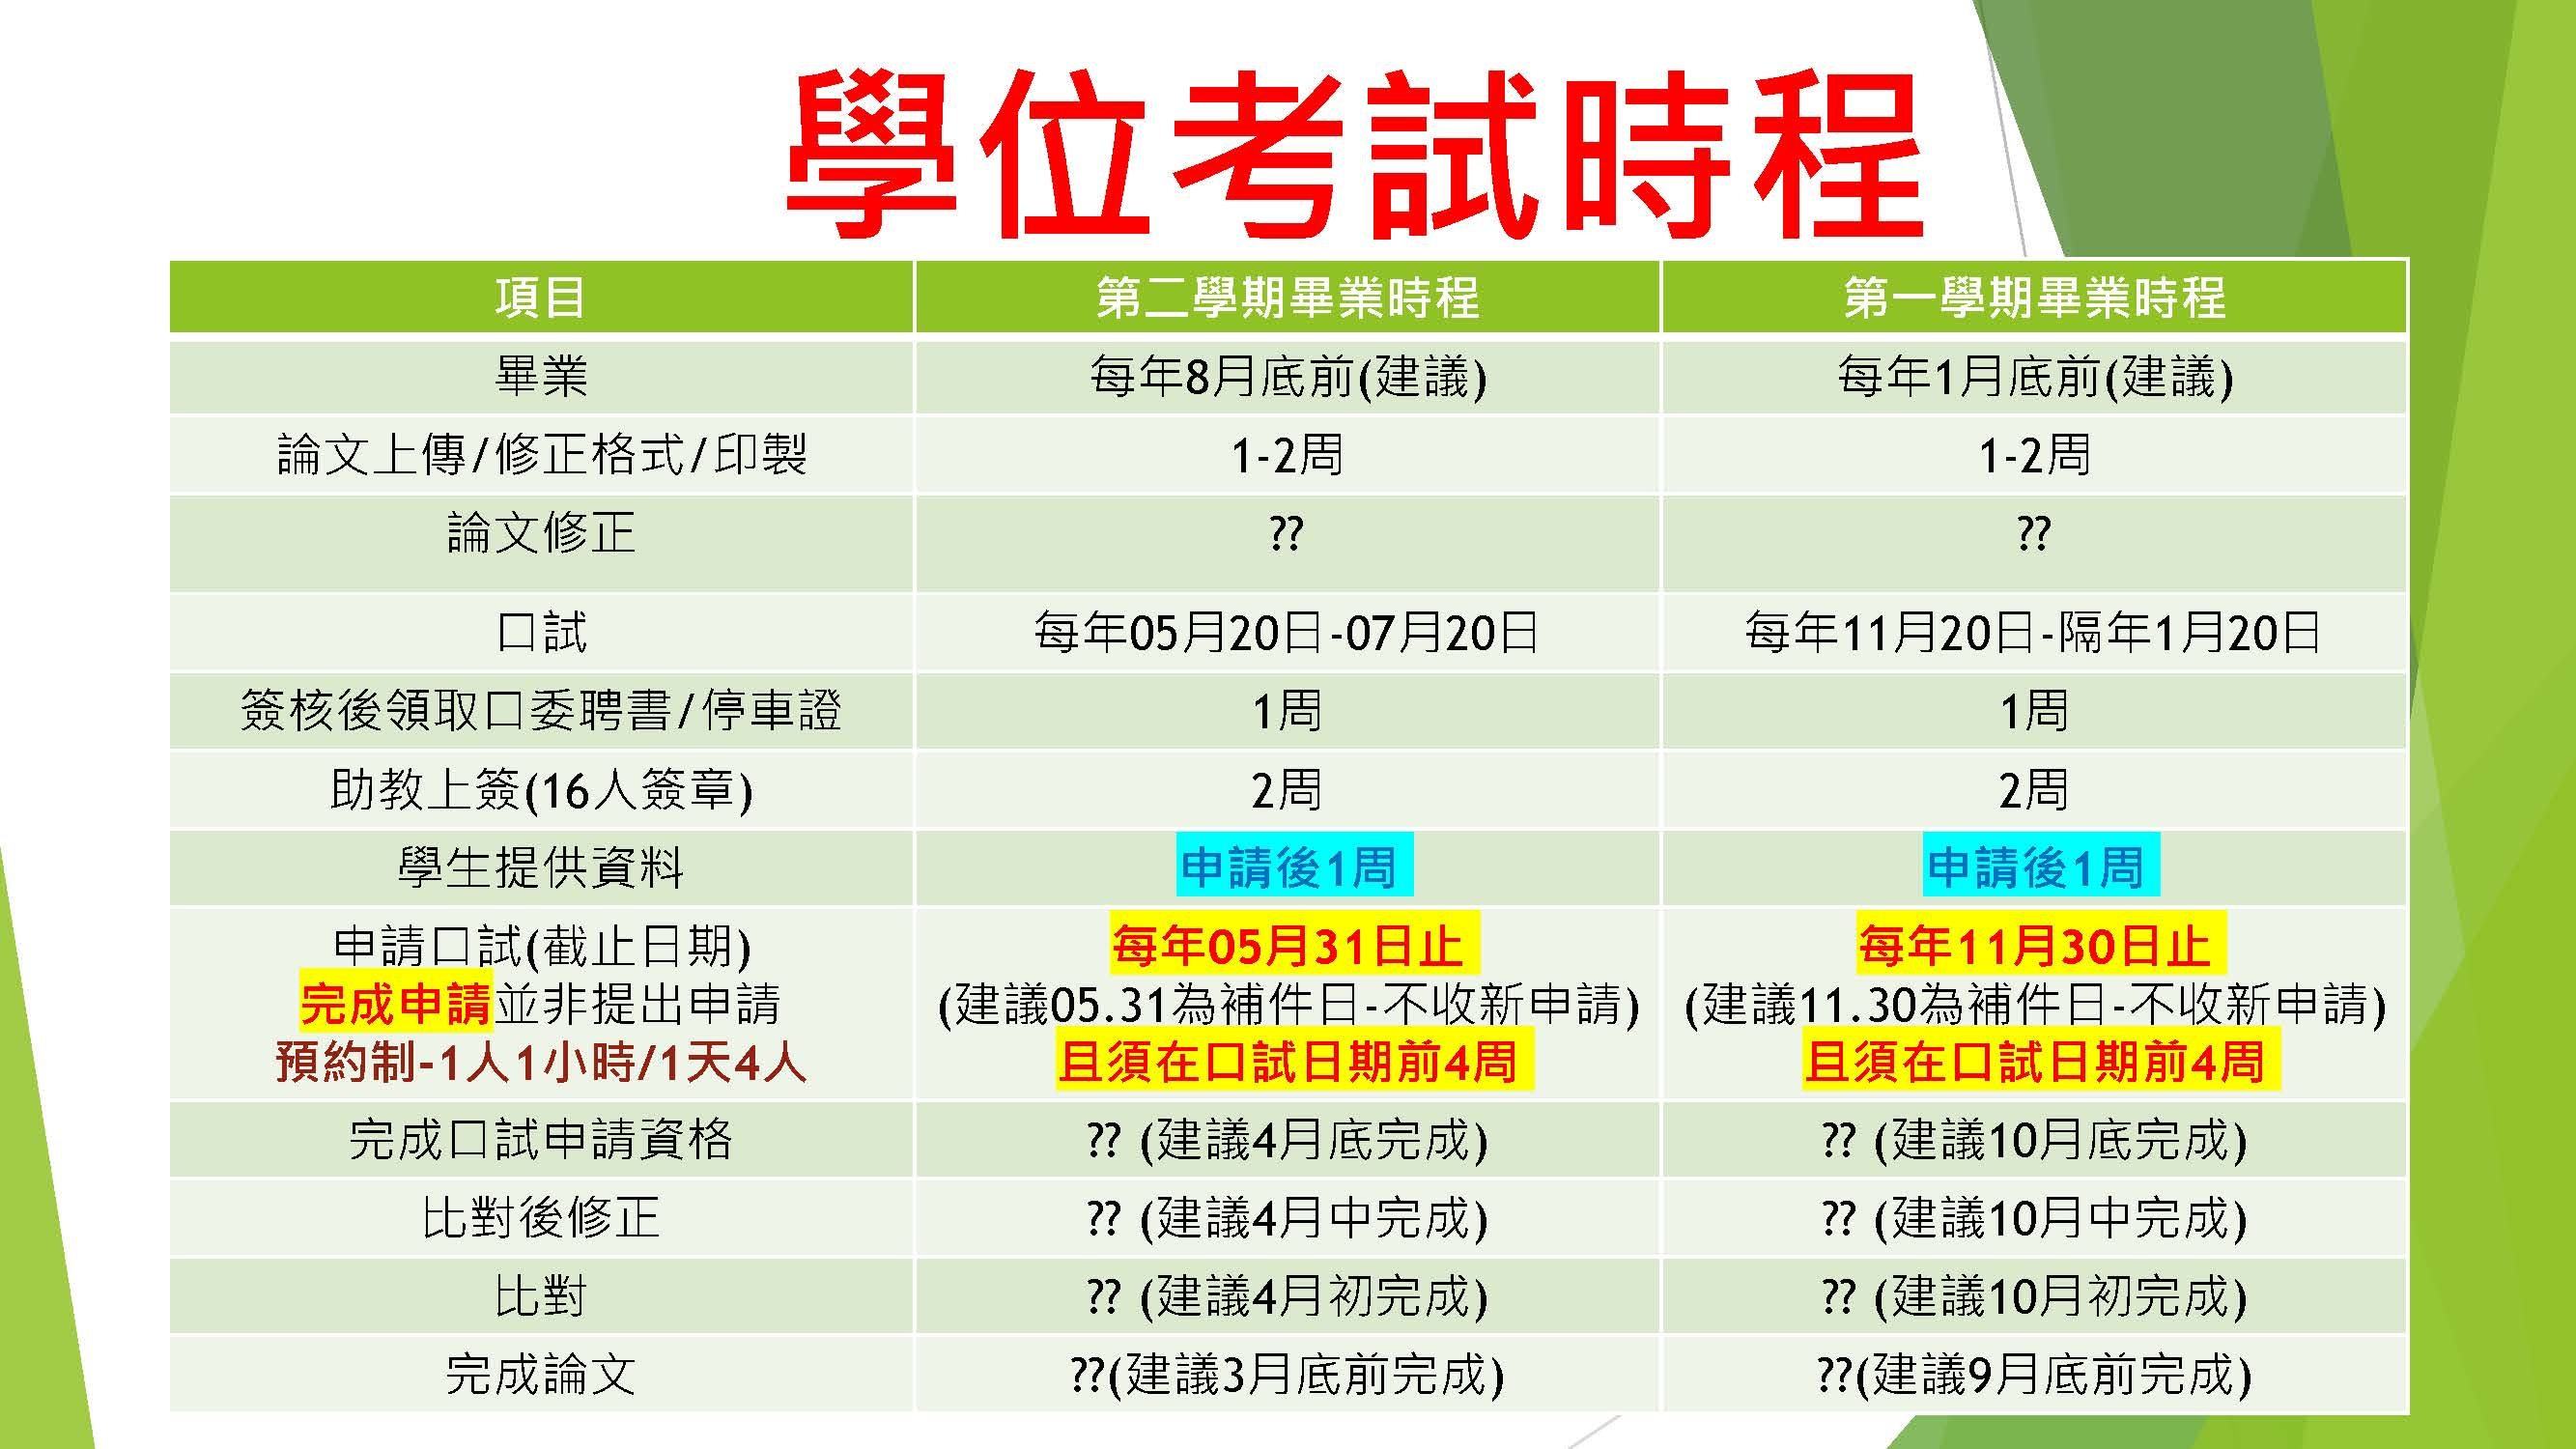 學位考試時程
項目 第二學期畢業時程 第一學期畢業時程
畢業 每年8月底前(建議) 每年1月底前(建議)
論文上傳/修正格式/印製 1-2周 1-2周
論文修正 ?? ??
口試 每年05月20日-07月20日 每年11月20日-隔年1月20日
簽核後領取口委聘書/停車證 1周 1周
助教上簽(16人簽章) 2周 2周
學生提供資料 申請後1周 申請後1周
申請口試(截止日期) 每年05月31日止 每年11月30日止
完成申請並非提出申請 (建議05.31為補件日-不收新申請) (建議11.30為補件日-不收新申請)
預約制-1人1小時/1天4人 且須在口試日期前4周 且須在口試日期前4周
完成口試申請資格 ?? (建議4月底完成) ?? (建議10月底完成)
比對後修正 ?? (建議4月中完成) ?? (建議10月中完成)
比對 ?? (建議4月初完成) ?? (建議10月初完成)
完成論文 ??(建議3月底前完成) ??(建議9月底前完成)